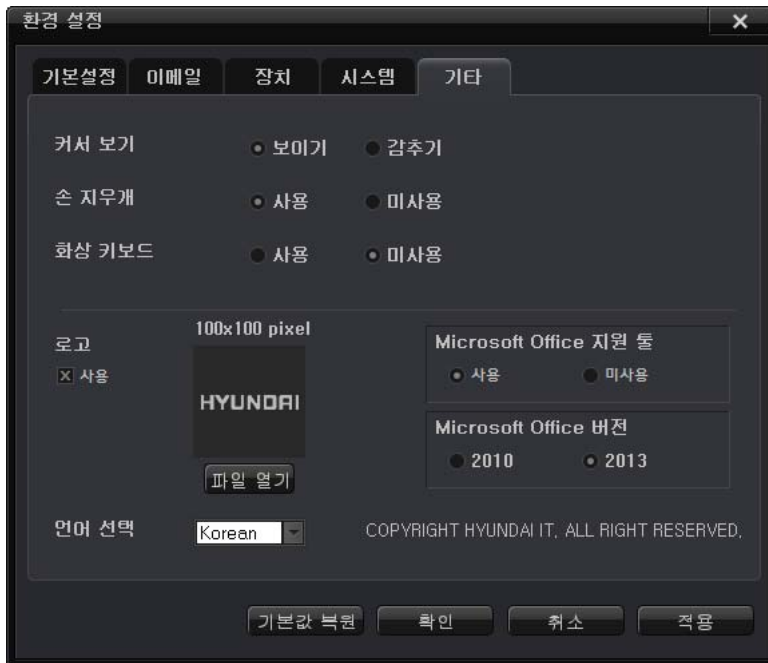 환경 설정
기본설정 이메일 장치 시스템 기타
커서 보기 보이기 감추기
손 지우개 사용 미사용
화상 키보드 사용 미사용
로고
사용
100x100 pixel
HYUNDAI
파일 열기
Microsoft Office 지원 툴
사용 미사용
Microsoft Office 버전
2010 2013
언어 선택 Korean
COPYRIGHT HYUNDAI IT, ALL RIGHT RESERVED,
기본값 복원 확인 취소 적용